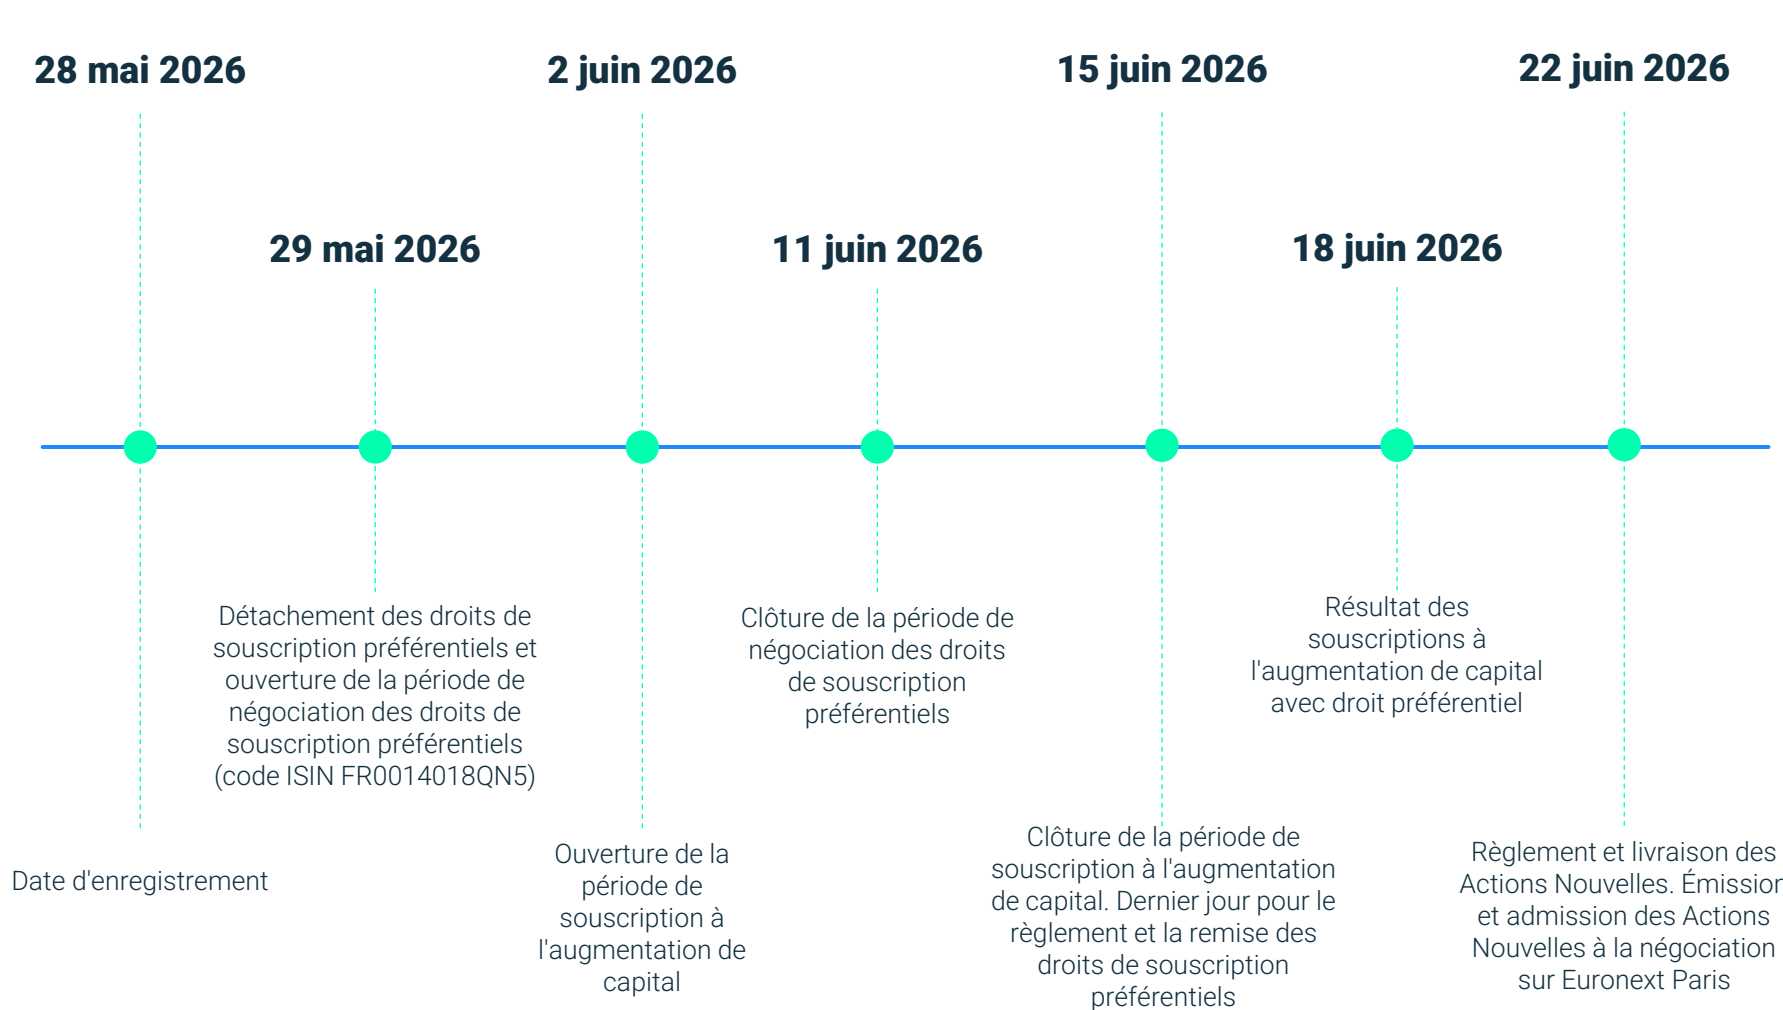 28 mai 2026
2 juin 2026
15 juin 2026
22 juin 2026
29 mai 2026
11 juin 2026
18 juin 2026
Détachement des droits de
souscription préférentiels et
ouverture de la période de
négociation des droits de
souscription préférentiels
(code ISIN FR0014018QN5)
Clôture de la période de
négociation des droits
de souscription
préférentiels
Résultat des
souscriptions à
l'augmentation de capital
avec droit préférentiel
Date d'enregistrement
Ouverture de la
période de
souscription à
l'augmentation de
capital
Clôture de la période de
souscription à l'augmentation
de capital. Dernier jour pour le
règlement et la remise des
droits de souscription
préférentiels
Règlement et livraison des
Actions Nouvelles. Émission
et admission des Actions
Nouvelles à la négociation
sur Euronext Paris